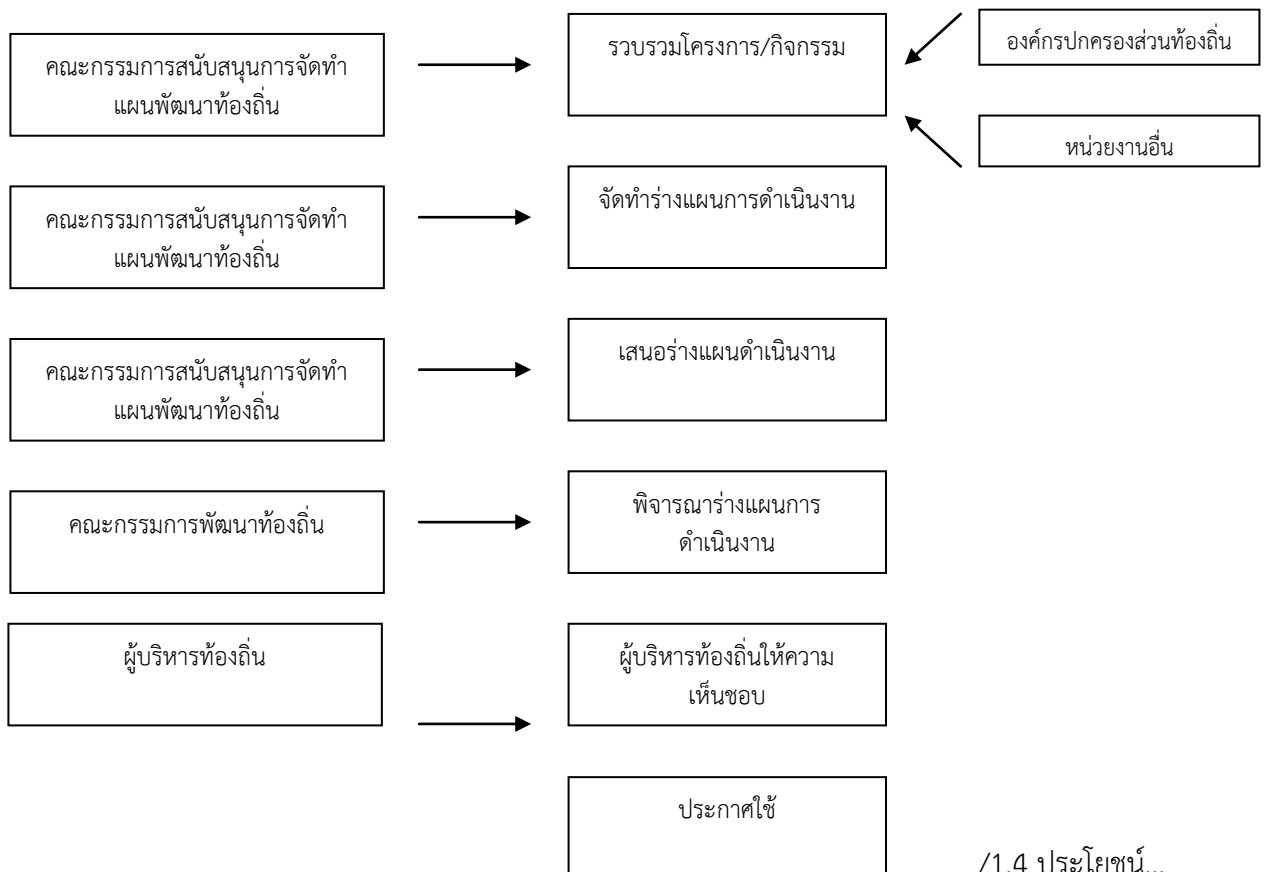 คณะกรรมการสนับสนุนการจัดทำ
แผนพัฒนาท้องถิ่น
รวบรวมโครงการ/กิจกรรม
องค์กรปกครองส่วนท้องถิ่น
หน่วยงานอื่น
คณะกรรมการสนับสนุนการจัดทำ
แผนพัฒนาท้องถิ่น
จัดทำร่างแผนการดำเนินงาน
คณะกรรมการสนับสนุนการจัดทำ
แผนพัฒนาท้องถิ่น
เสนอร่างแผนดำเนินงาน
คณะกรรมการพัฒนาท้องถิ่น
พิจารณาร่างแผนการ
ดำเนินงาน
ผู้บริหารท้องถิ่น
ผู้บริหารท้องถิ่นให้ความ
เห็นชอบ
ประกาศใช้
/1.4 ประโยชน์...